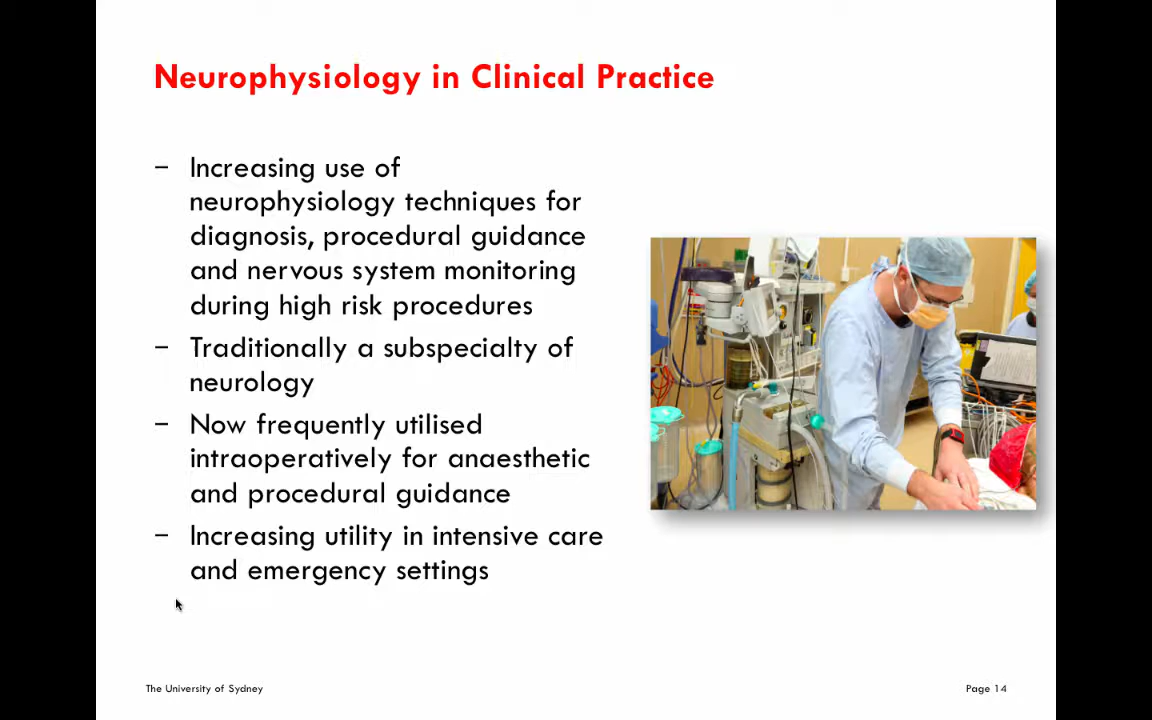 Neurophysiology in Clinical Practice
– Increasing use of
neurophysiology techniques for
diagnosis, procedural guidance
and nervous system monitoring
during high risk procedures
– Traditionally a subspecialty of
neurology
– Now frequently utilised
intraoperatively for anaesthetic
and procedural guidance
– Increasing utility in intensive care
and emergency settings
The University of Sydney
Page 14